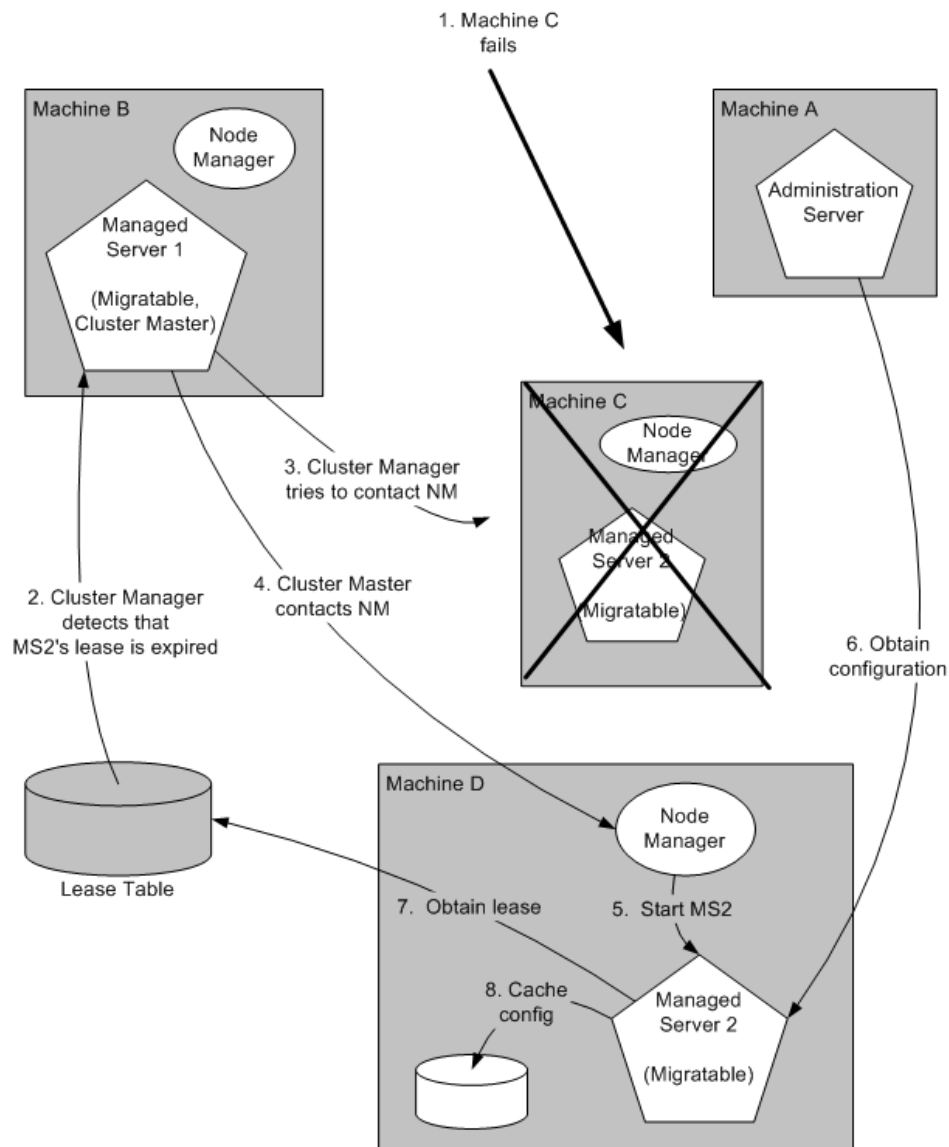 1. Machine C
fails
Machine B
Node
Manager
Managed
Server 1
(Migratable,
Cluster Master)
Machine A
Administration
Server
Machine C
Node
Manager
Managed
Server 2
(Migratable)
3. Cluster Manager
tries to contact NM
4. Cluster Master
contacts NM
2. Cluster Manager
detects that
MS2's lease is expired
6. Obtain
configuration
Lease Table
Machine D
Node
Manager
7. Obtain lease
5. Start MS2
8. Cache
config
Managed
Server 2
(Migratable)